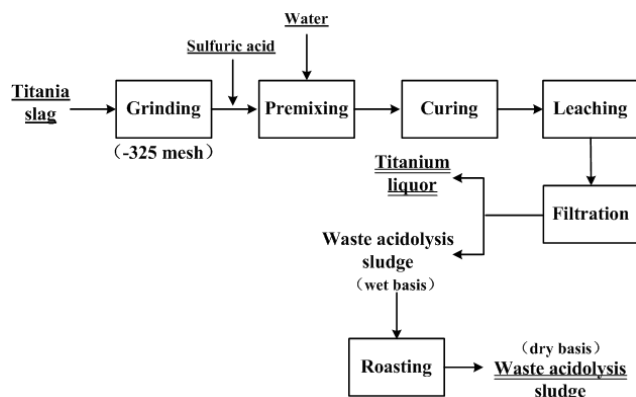 Water
Sulfuric acid
Titania
slag
Grinding
Premixing
Curing
Leaching
（-325 mesh）
Titanium
liquor
Filtration
Waste acidolysis
sludge
（wet basis）
Roasting
（dry basis）
Waste acidolysis
sludge